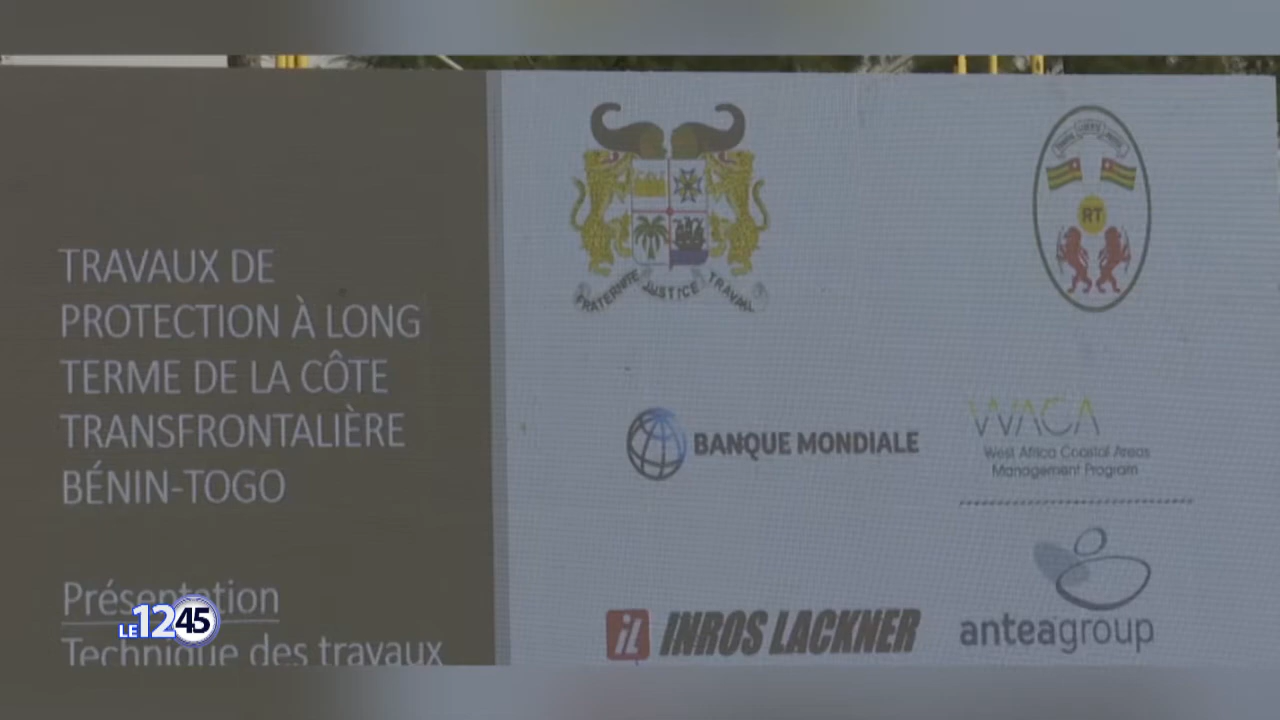 TRAVAUX DE
PROTECTION À LONG
TERME DE LA CÔTE
TRANSFRONTALIÈRE
BÉNIN-TOGO
Présentation
Technique des travaux
LE 12 45
FRATERNITE JUSTICE TRAVAIL
RT
BANQUE MONDIALE
WACA
West Africa Coastal Areas
Management Program
iL INROS LACKNER
anteagroup